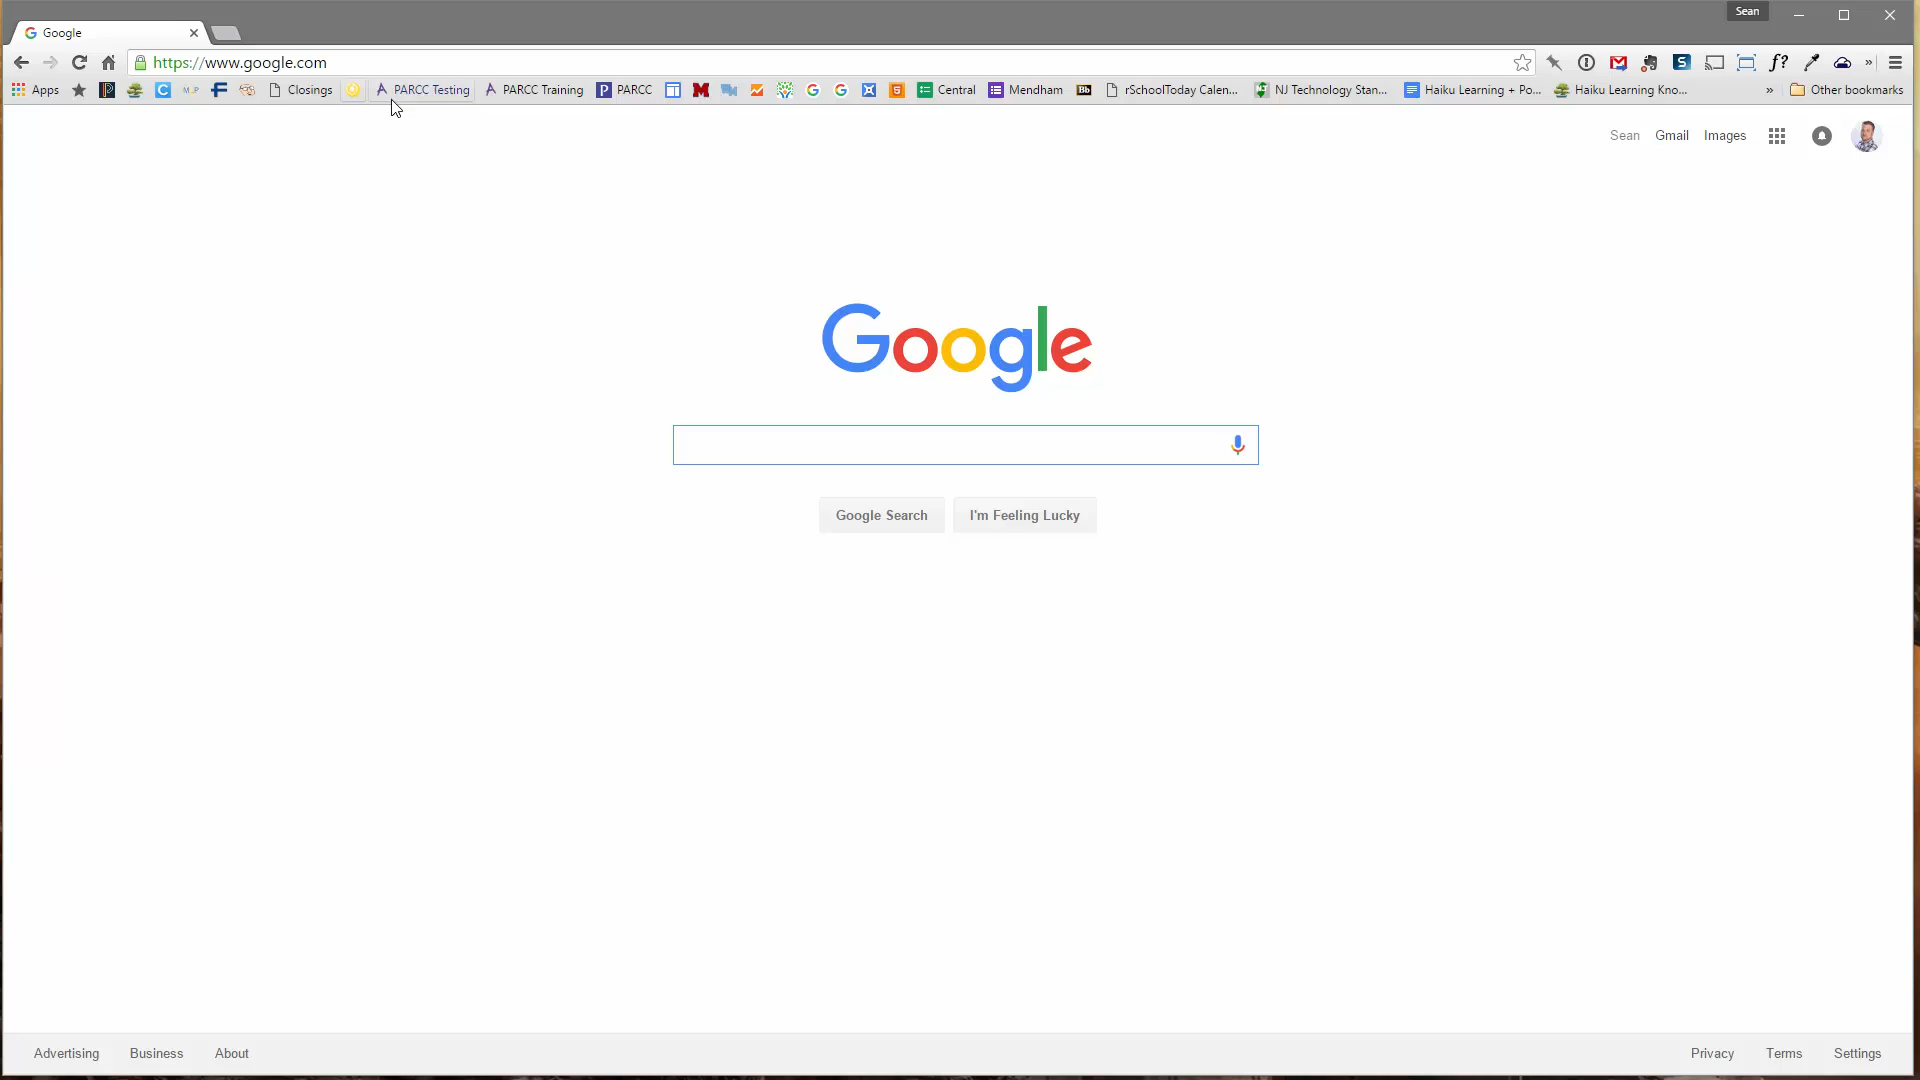 Sean
Google
https://www.google.com
f?
Apps
Closings
PARCC Testing
PARCC Training
P
PARCC
Bb
Central
Mendham
rSchoolToday Calen...
NJ Technology Stan...
Haiku Learning + Po...
Haiku Learning Kno...
»
Other bookmarks
Sean
Gmail
Images
Google
Google Search
I'm Feeling Lucky
Advertising
Business
About
Privacy
Terms
Settings